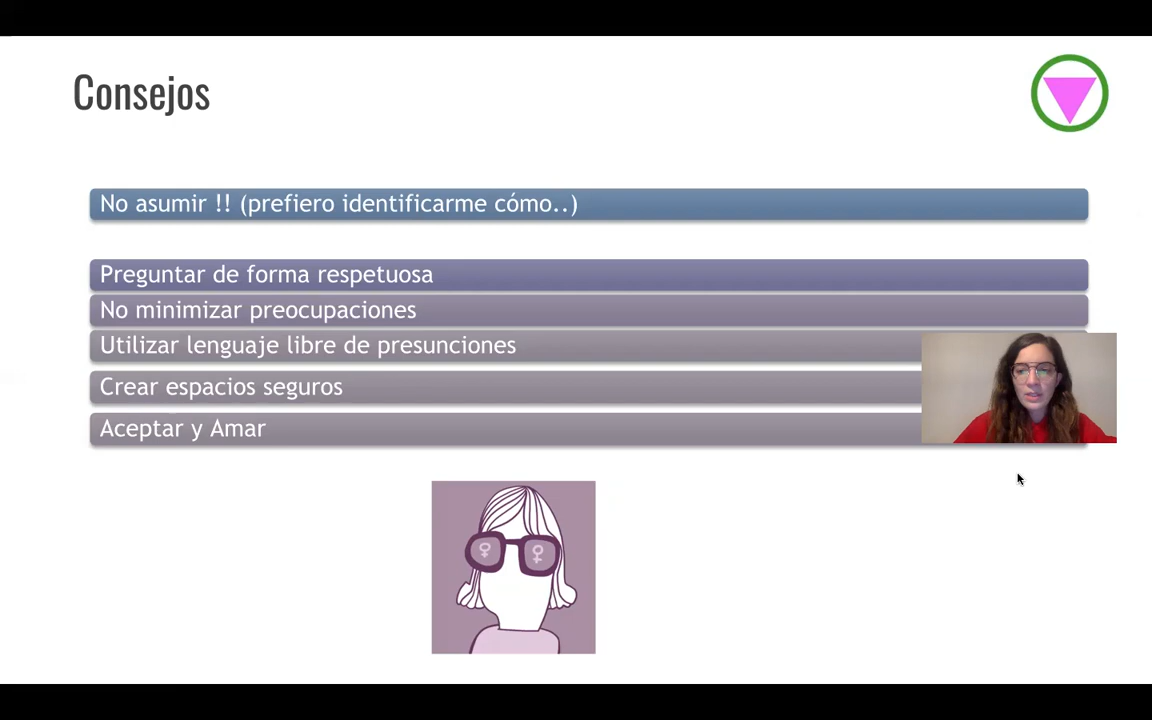 Consejos
No asumir !! (prefiero identificarme cómo..)
Preguntar de forma respetuosa
No minimizar preocupaciones
Utilizar lenguaje libre de presunciones
Crear espacios seguros
Aceptar y Amar